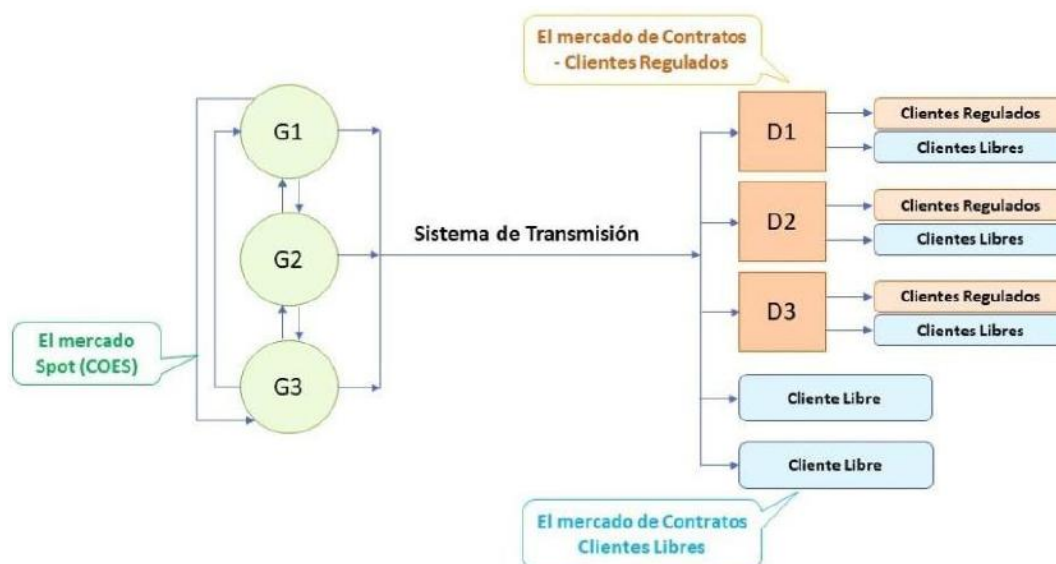 El mercado de Contratos
- Clientes Regulados
G1
D1
Clientes Regulados
Clientes Libres
G2
Sistema de Transmisión
D2
Clientes Regulados
Clientes Libres
D3
Clientes Regulados
Clientes Libres
El mercado
Spot (COES)
G3
Cliente Libre
Cliente Libre
El mercado de Contratos
Clientes Libres